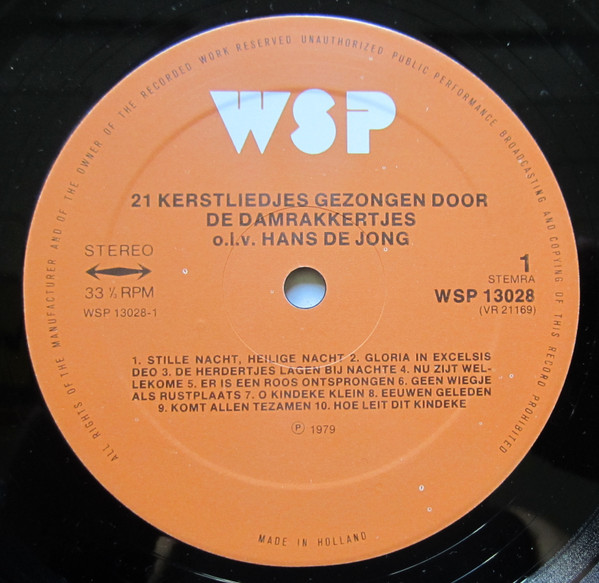 ALL RIGHTS OF THE MANUFACTURER AND OF THE OWNER OF THE RECORDED WORK RESERVED UNAUTHORIZED PUBLIC PERFORMANCE BROADCASTING AND COPYING OF THIS RECORD PROHIBITED
WSP
21 KERSTLIEDJES GEZONGEN DOOR
DE DAMRAKKERTJES
o.l.v. HANS DE JONG
STEREO
33 ⅓ RPM
WSP 13028-1
1
STEMRA
WSP 13028
(VR 21169)
1. STILLE NACHT, HEILIGE NACHT 2. GLORIA IN EXCELSIS
DEO 3. DE HERDERTJES LAGEN BIJ NACHTE 4. NU ZIJT WEL-
LEKOME 5. ER IS EEN ROOS ONTSPRONGEN 6. GEEN WIEGJE
ALS RUSTPLAATS 7. O KINDEKE KLEIN 8. EEUWEN GELEDEN
9. KOMT ALLEN TEZAMEN 10. HOE LEIT DIT KINDEKE
℗ 1979
MADE IN HOLLAND